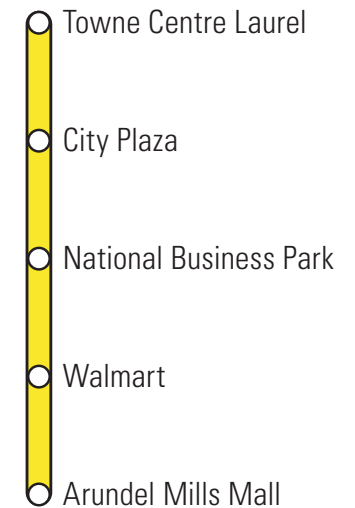 Towne Centre Laurel
City Plaza
National Business Park
Walmart
Arundel Mills Mall